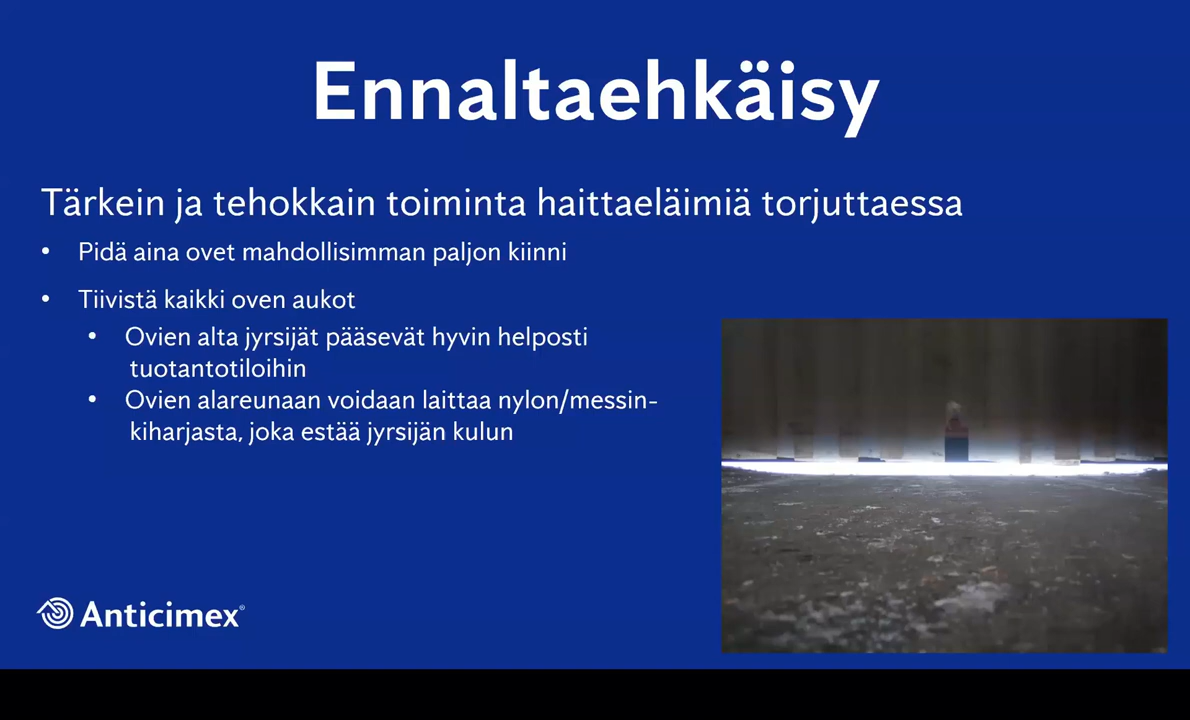 Ennaltaehkäisy
Tärkein ja tehokkain toiminta haittaeläimiä torjuttaessa
• Pidä aina ovet mahdollisimman paljon kiinni
• Tiivistä kaikki oven aukot
• Ovien alta jyrsijät pääsevät hyvin helposti
tuotantotiloihin
• Ovien alareunaan voidaan laittaa nylon/messin-
kiharjasta, joka estää jyrsijän kulun
Anticimex®